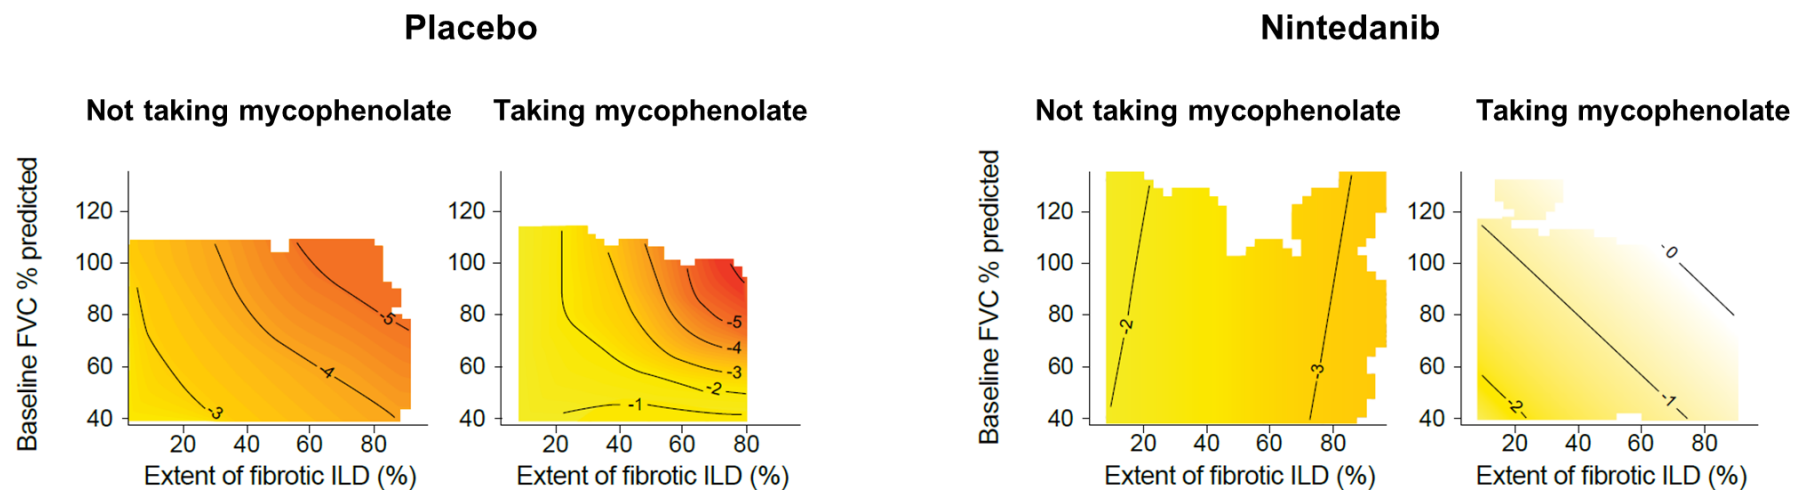 Placebo
Nintedanib
Not taking mycophenolate
Taking mycophenolate
Not taking mycophenolate
Taking mycophenolate
Baseline FVC % predicted
120
100
80
60
40
-3
-4
-5
20 40 60 80
Extent of fibrotic ILD (%)
120
100
80
60
40
-5
-4
-3
-2
-1
20 40 60 80
Extent of fibrotic ILD (%)
Baseline FVC % predicted
120
100
80
60
40
-2
-3
20 40 60 80
Extent of fibrotic ILD (%)
120
100
80
60
40
-0
-1
-2
20 40 60 80
Extent of fibrotic ILD (%)